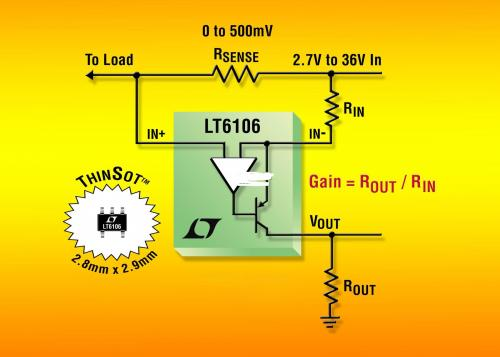 0 to 500mV
To Load
RSENSE
2.7V to 36V In
RIN
LT6106
IN+
IN-
Gain = ROUT / RIN
THINSOT™
LT6106
2.8mm x 2.9mm
VOUT
ROUT